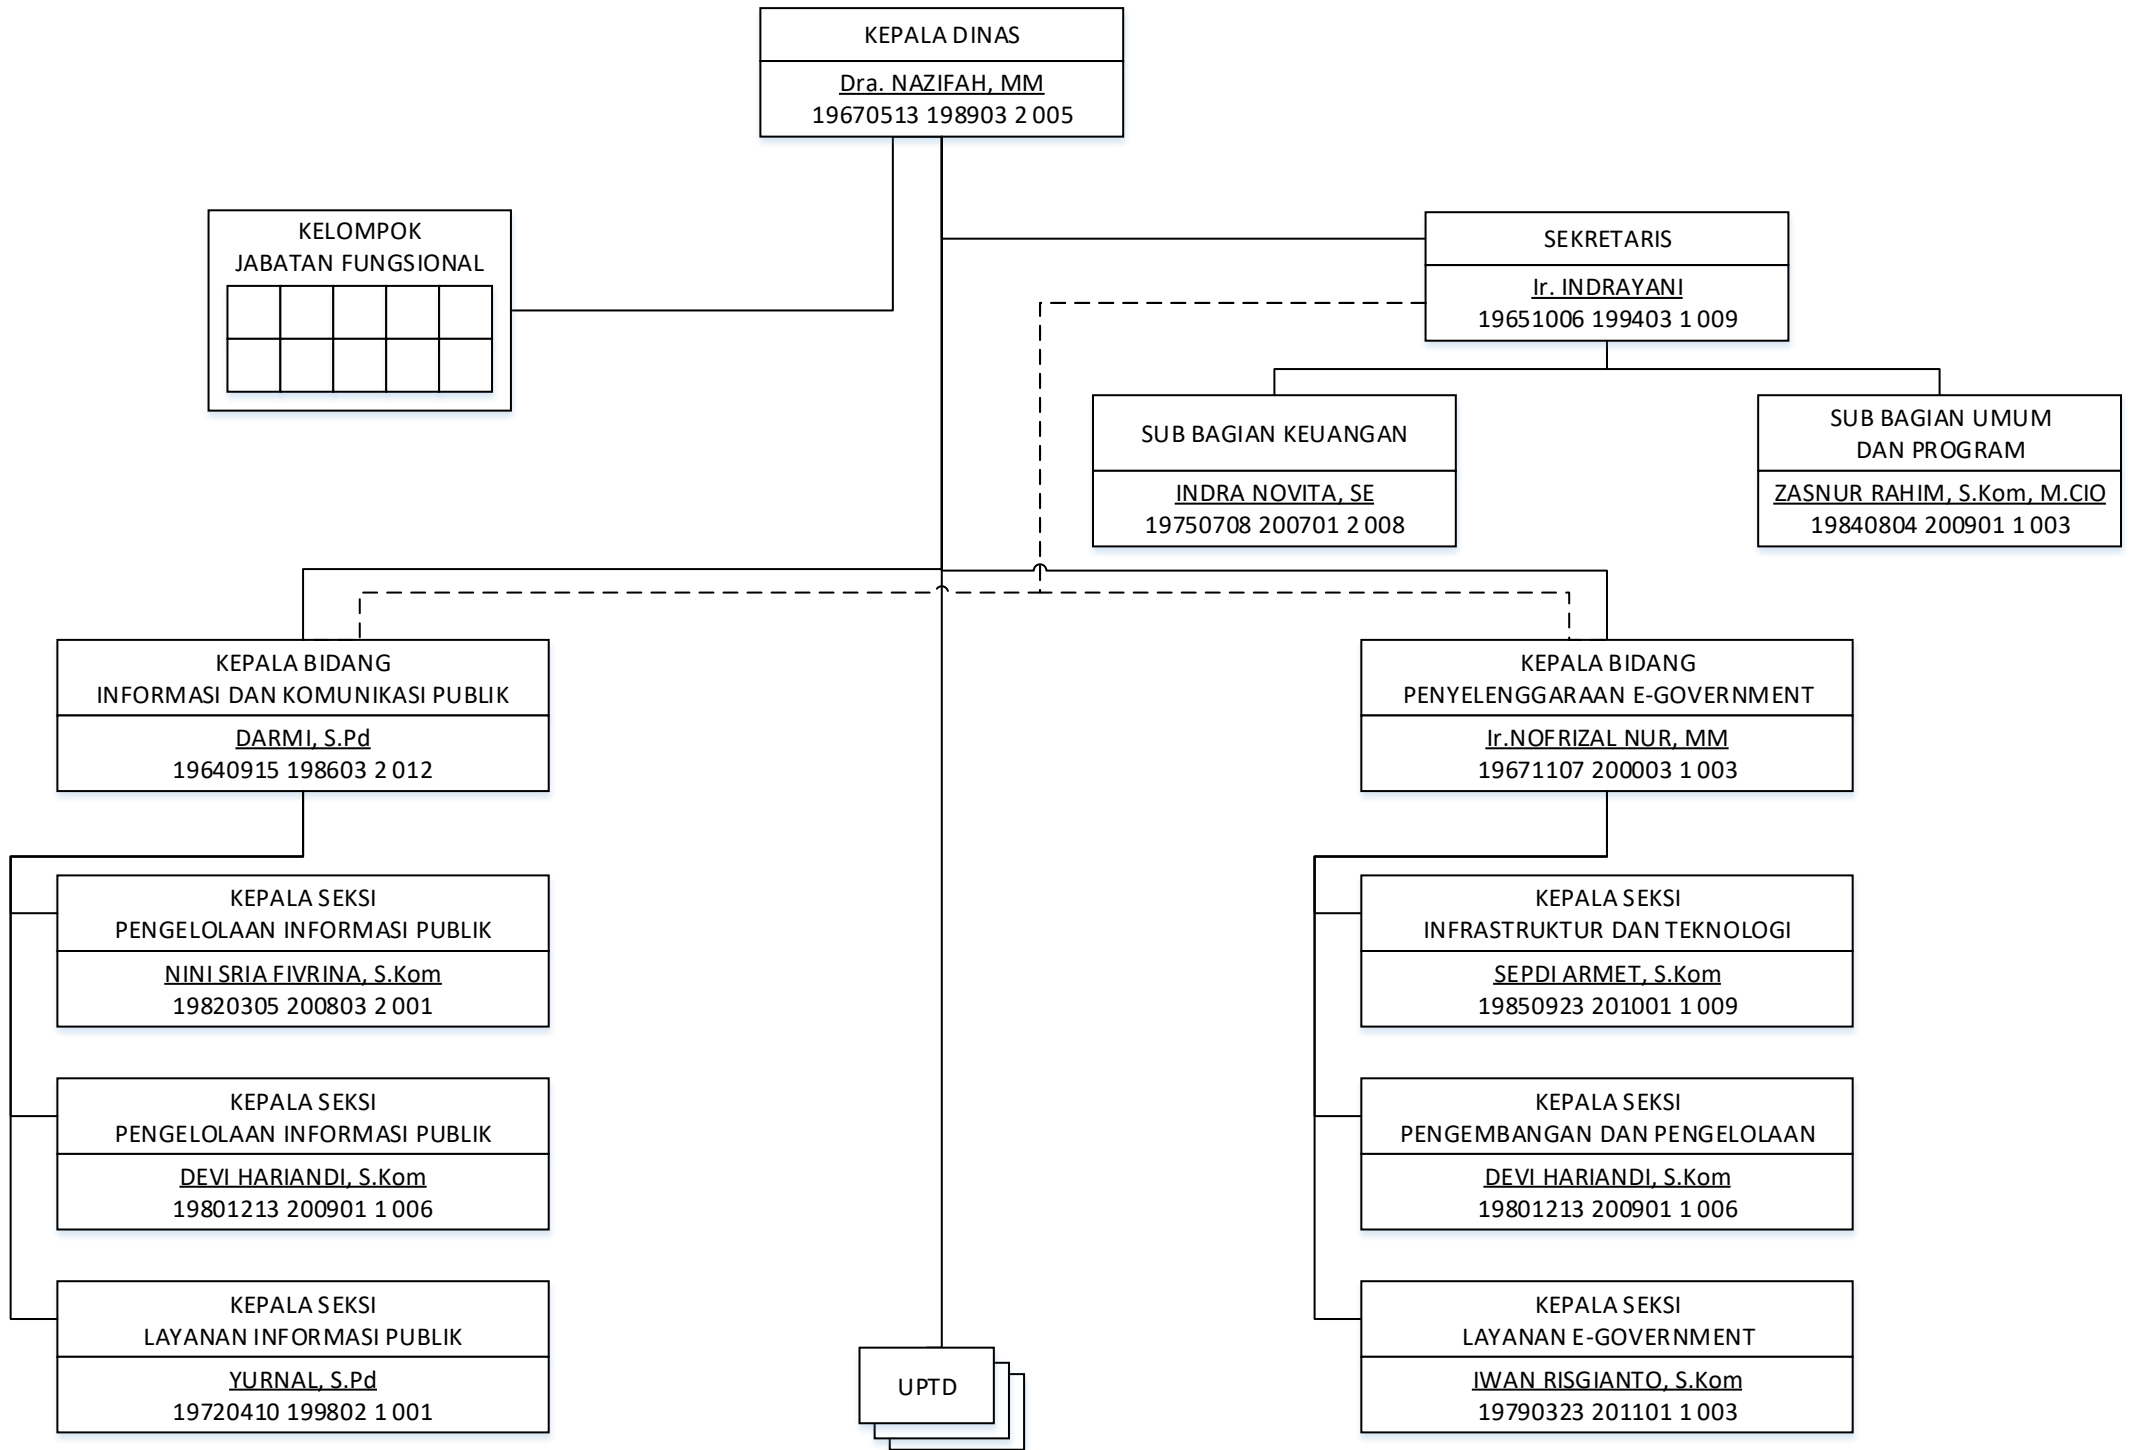 KEPALA DINAS
Dra. NAZIFAH, MM
19670513 198903 2 005
KELOMPOK
JABATAN FUNGSIONAL
SEKRETARIS
Ir. INDRAYANI
19651006 199403 1 009
SUB BAGIAN KEUANGAN
INDRA NOVITA, SE
19750708 200701 2 008
SUB BAGIAN UMUM
DAN PROGRAM
ZASNUR RAHIM, S.Kom, M.CIO
19840804 200901 1 003
KEPALA BIDANG
INFORMASI DAN KOMUNIKASI PUBLIK
DARMI, S.Pd
19640915 198603 2 012
KEPALA BIDANG
PENYELENGGARAAN E-GOVERNMENT
Ir.NOFRIZAL NUR, MM
19671107 200003 1 003
KEPALA SEKSI
PENGELOLAAN INFORMASI PUBLIK
NINI SRIA FIVRINA, S.Kom
19820305 200803 2 001
KEPALA SEKSI
PENGELOLAAN INFORMASI PUBLIK
DEVI HARIANDI, S.Kom
19801213 200901 1 006
KEPALA SEKSI
LAYANAN INFORMASI PUBLIK
YURNAL, S.Pd
19720410 199802 1 001
UPTD
KEPALA SEKSI
INFRASTRUKTUR DAN TEKNOLOGI
SEPDI ARMET, S.Kom
19850923 201001 1 009
KEPALA SEKSI
PENGEMBANGAN DAN PENGELOLAAN
DEVI HARIANDI, S.Kom
19801213 200901 1 006
KEPALA SEKSI
LAYANAN E-GOVERNMENT
IWAN RISGIANTO, S.Kom
19790323 201101 1 003